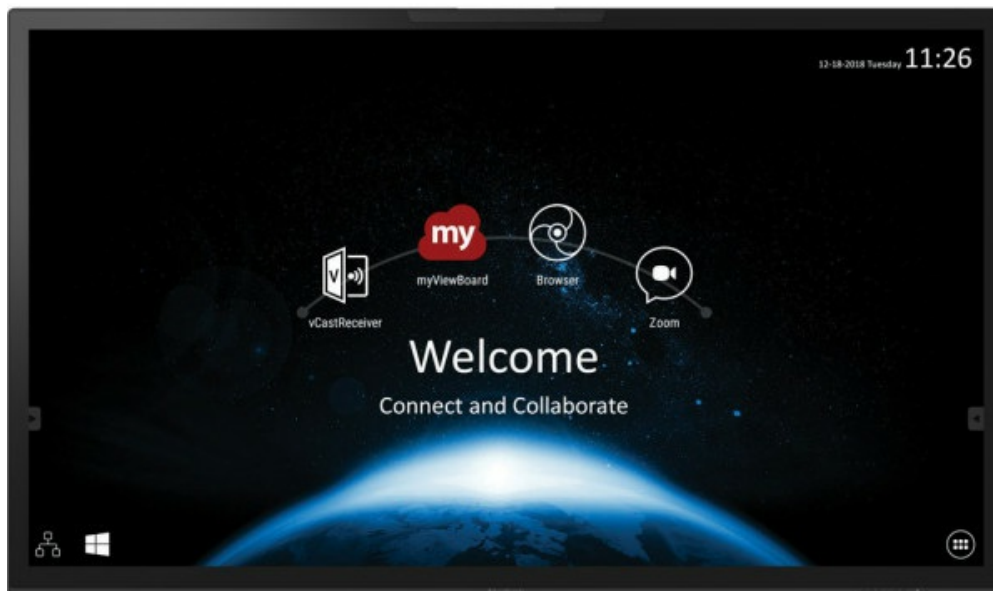 12-18-2018 Tuesday 11:26
my
myViewBoard
Browser
V
vCastReceiver
Zoom
Welcome
Connect and Collaborate